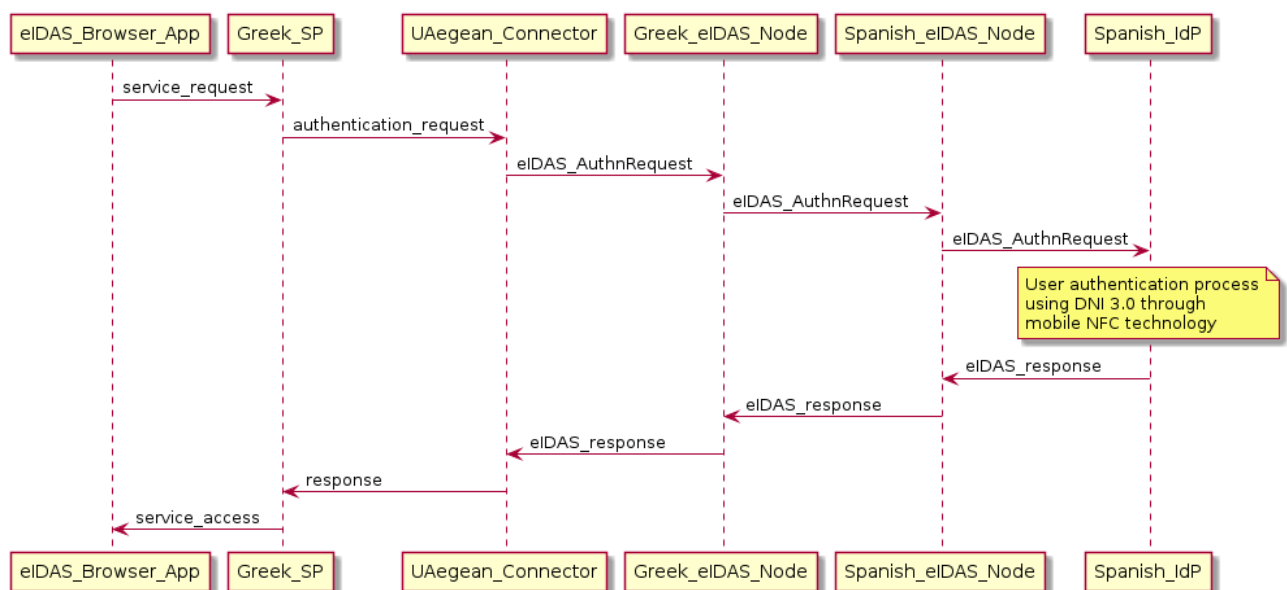 eIDAS_Browser_App Greek_SP UAegean_Connector Greek_eIDAS_Node Spanish_eIDAS_Node Spanish_IdP
service_request
authentication_request
eIDAS_AuthnRequest
eIDAS_AuthnRequest
eIDAS_AuthnRequest
User authentication process
using DNI 3.0 through
mobile NFC technology
eIDAS_response
eIDAS_response
eIDAS_response
response
service_access
eIDAS_Browser_App Greek_SP UAegean_Connector Greek_eIDAS_Node Spanish_eIDAS_Node Spanish_IdP